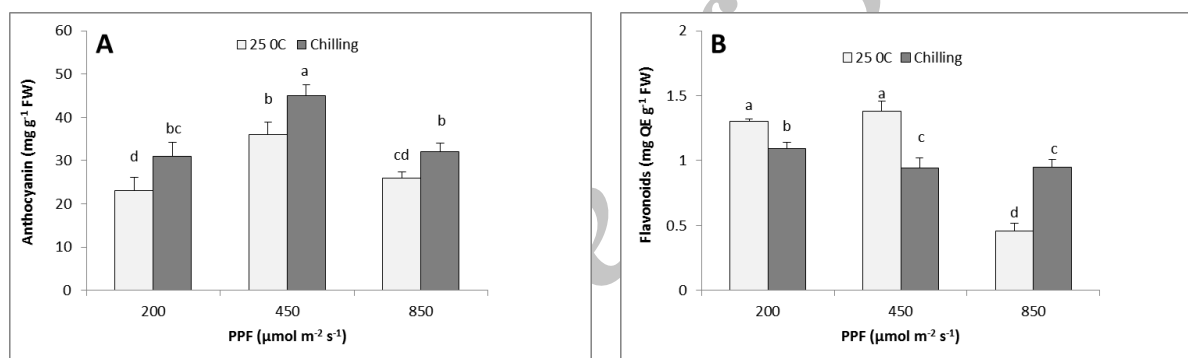 A
25 0C Chilling
Anthocyanin (mg g-1 FW)
60
50
40
30
20
10
0
d
bc
b
a
cd
b
200 450 850
PPF (µmol m-2 s-1)
B
25 0C Chilling
Flavonoids (mg QE g-1 FW)
2
1.5
1
0.5
0
a
b
a
c
d
c
200 450 850
PPF (µmol m-2 s-1)